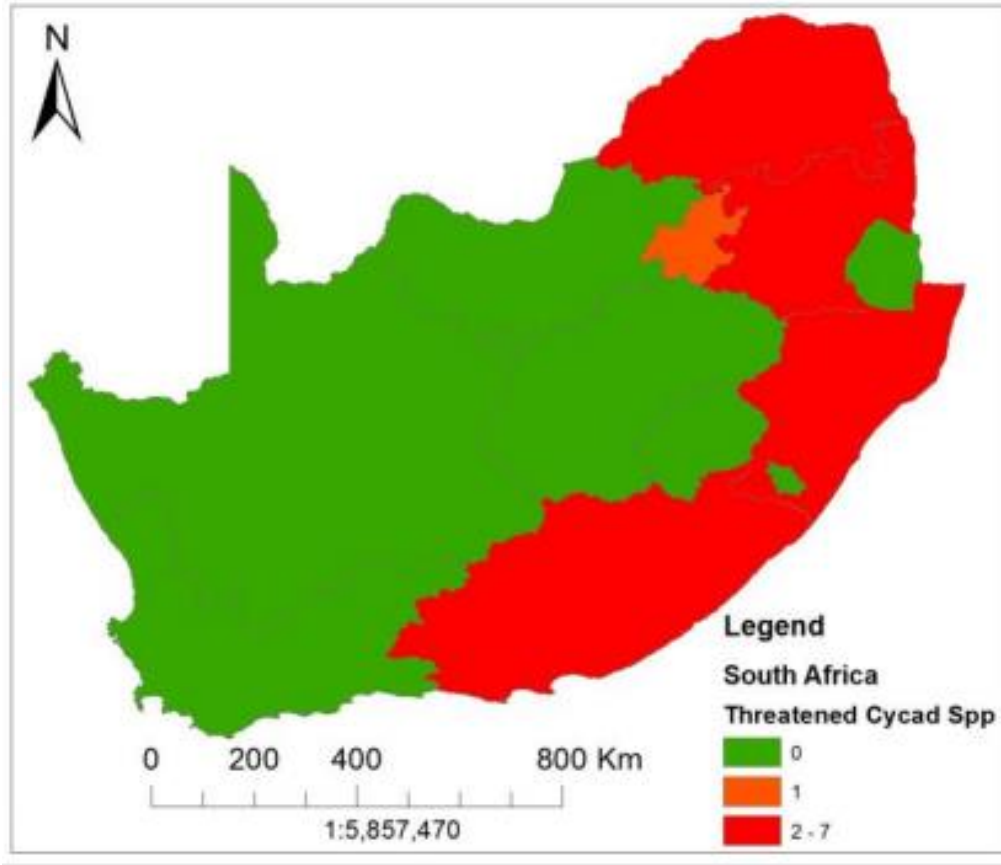 N
Legend
South Africa
Threatened Cycad Spp
0
1
2 - 7
0 200 400 800 Km
1:5,857,470